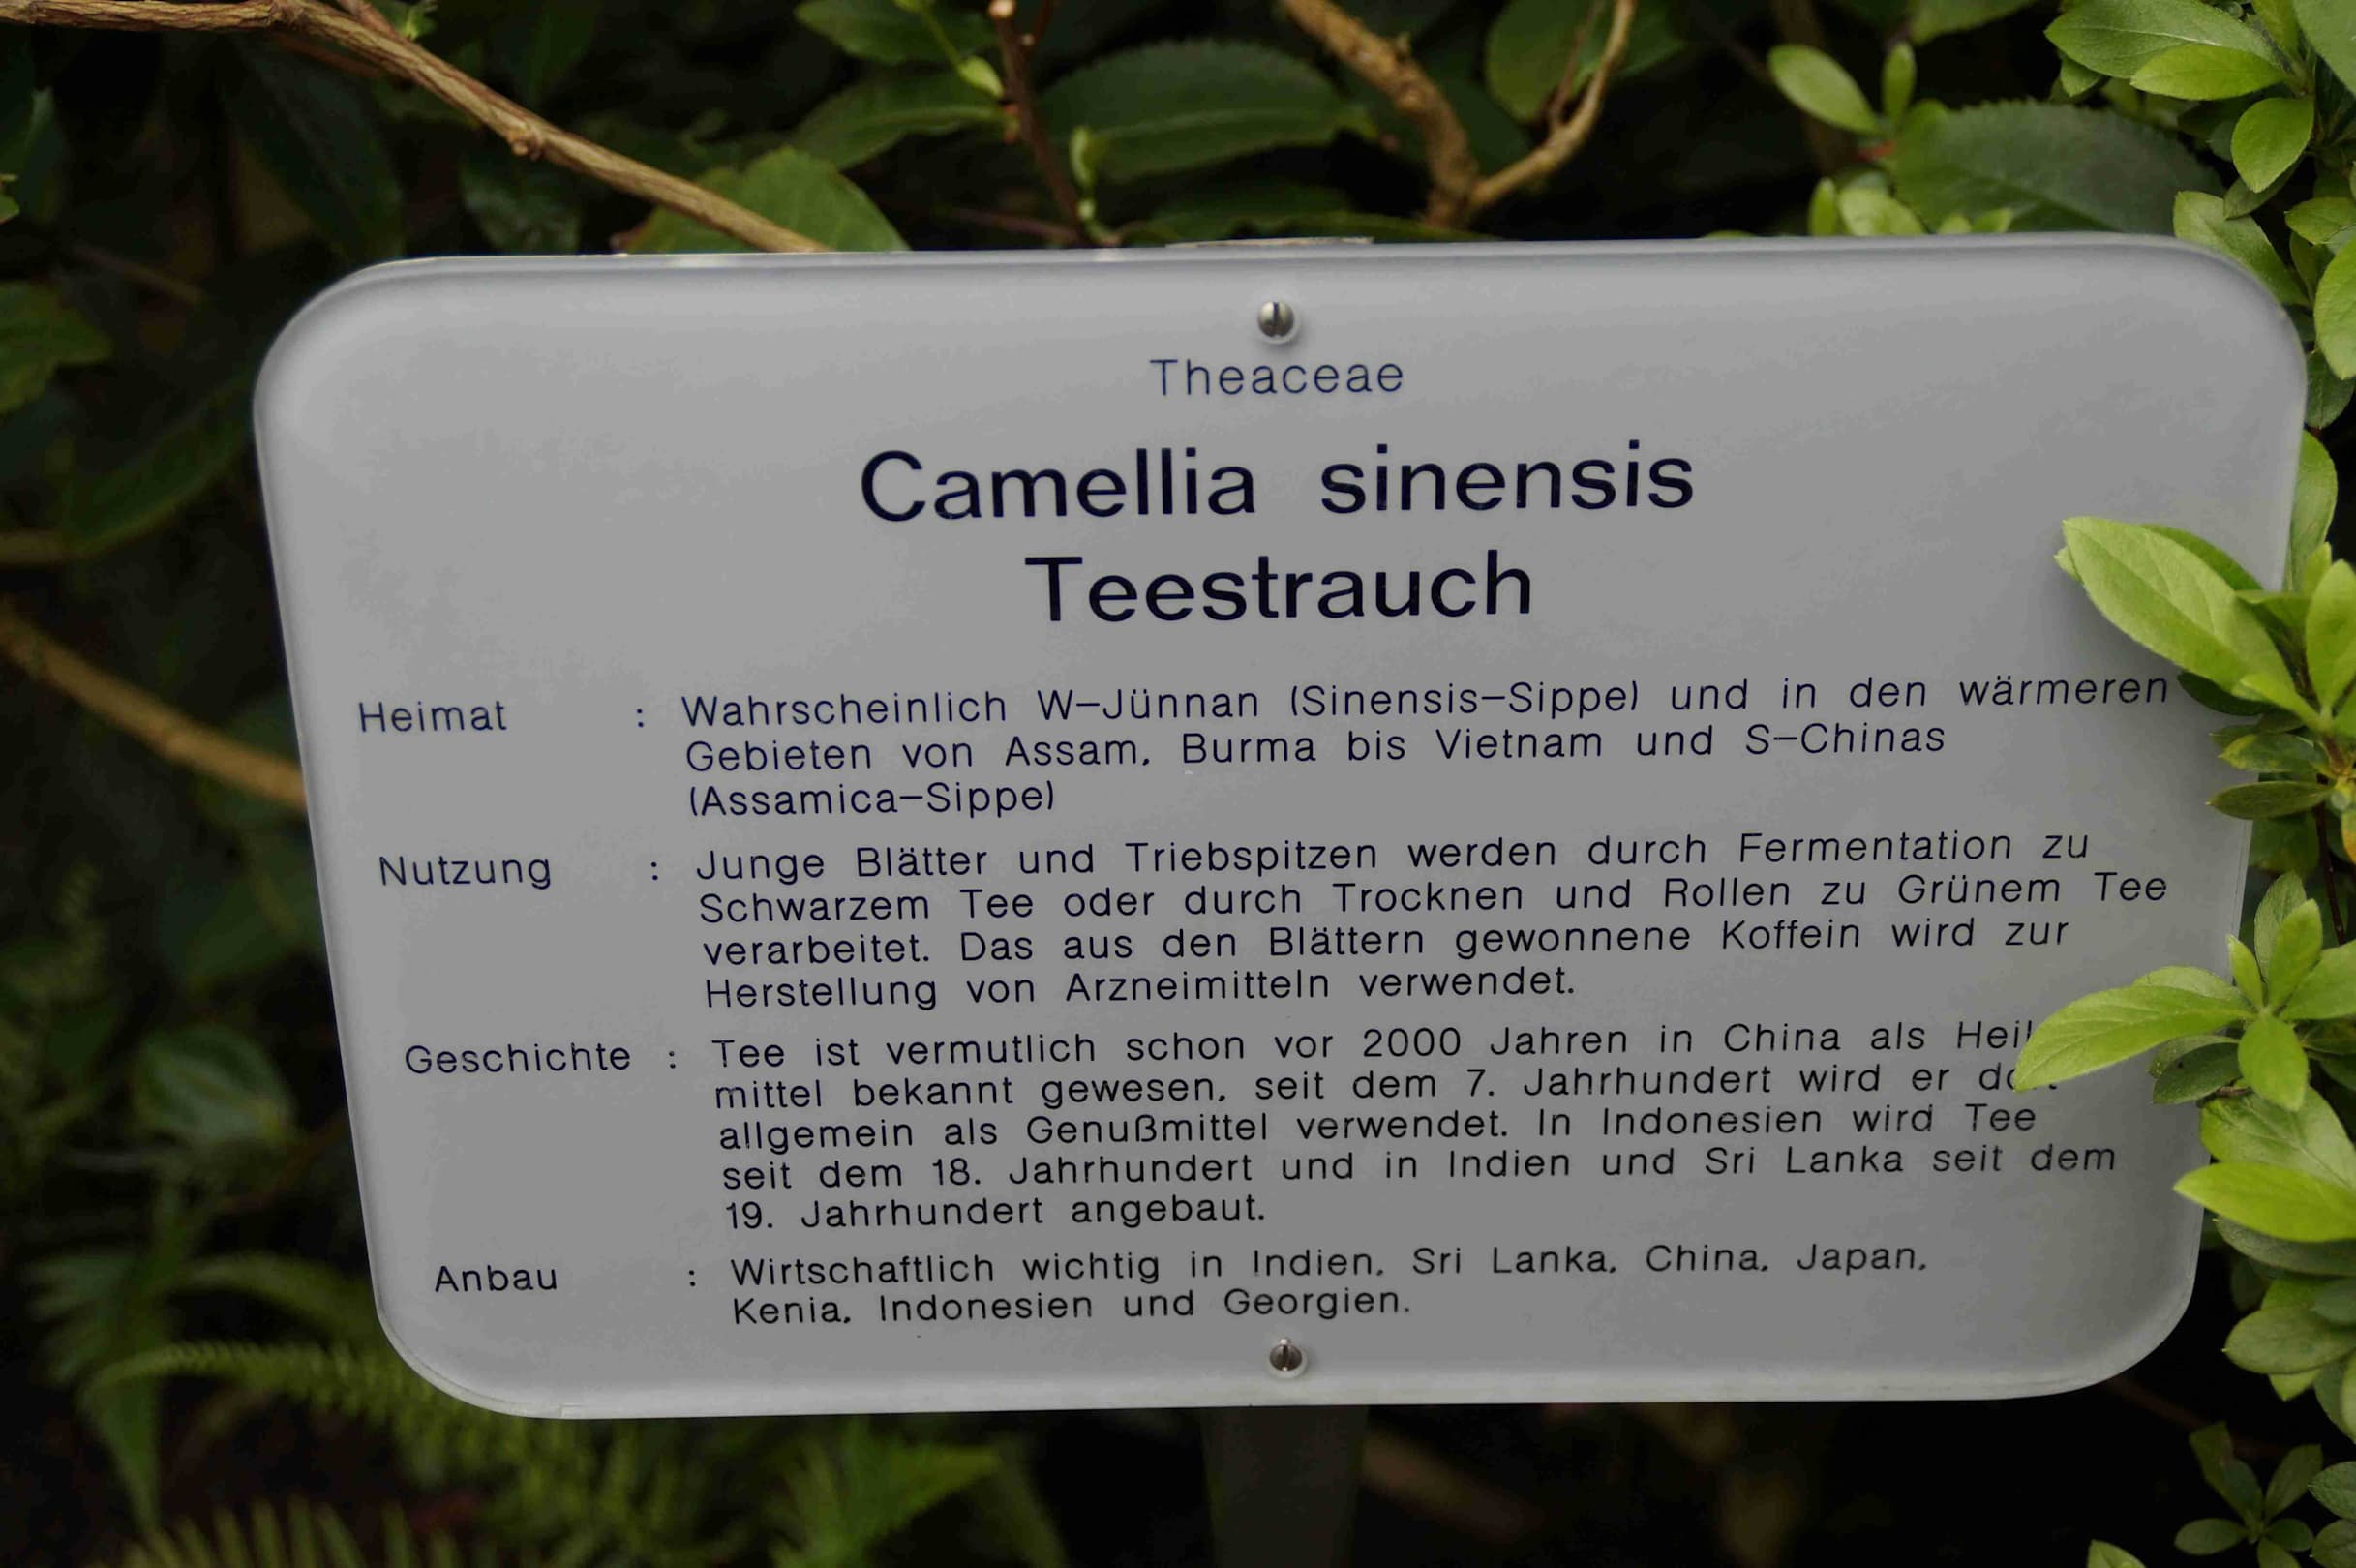 Theaceae
Camellia sinensis
Teestrauch
Heimat : Wahrscheinlich W-Jünnan (Sinensis-Sippe) und in den wärmeren
Gebieten von Assam, Burma bis Vietnam und S-Chinas
(Assamica-Sippe)
Nutzung : Junge Blätter und Triebspitzen werden durch Fermentation zu
Schwarzem Tee oder durch Trocknen und Rollen zu Grünem Tee
verarbeitet. Das aus den Blättern gewonnene Koffein wird zur
Herstellung von Arzneimitteln verwendet.
Geschichte : Tee ist vermutlich schon vor 2000 Jahren in China als
mittel bekannt gewesen, seit dem 7. Jahrhundert wird er
allgemein als Genußmittel verwendet. In Indonesien wird Tee
seit dem 18. Jahrhundert und in Indien und Sri Lanka seit dem
19. Jahrhundert angebaut.
Anbau : Wirtschaftlich wichtig in Indien, Sri Lanka, China, Japan,
Kenia, Indonesien und Georgien.